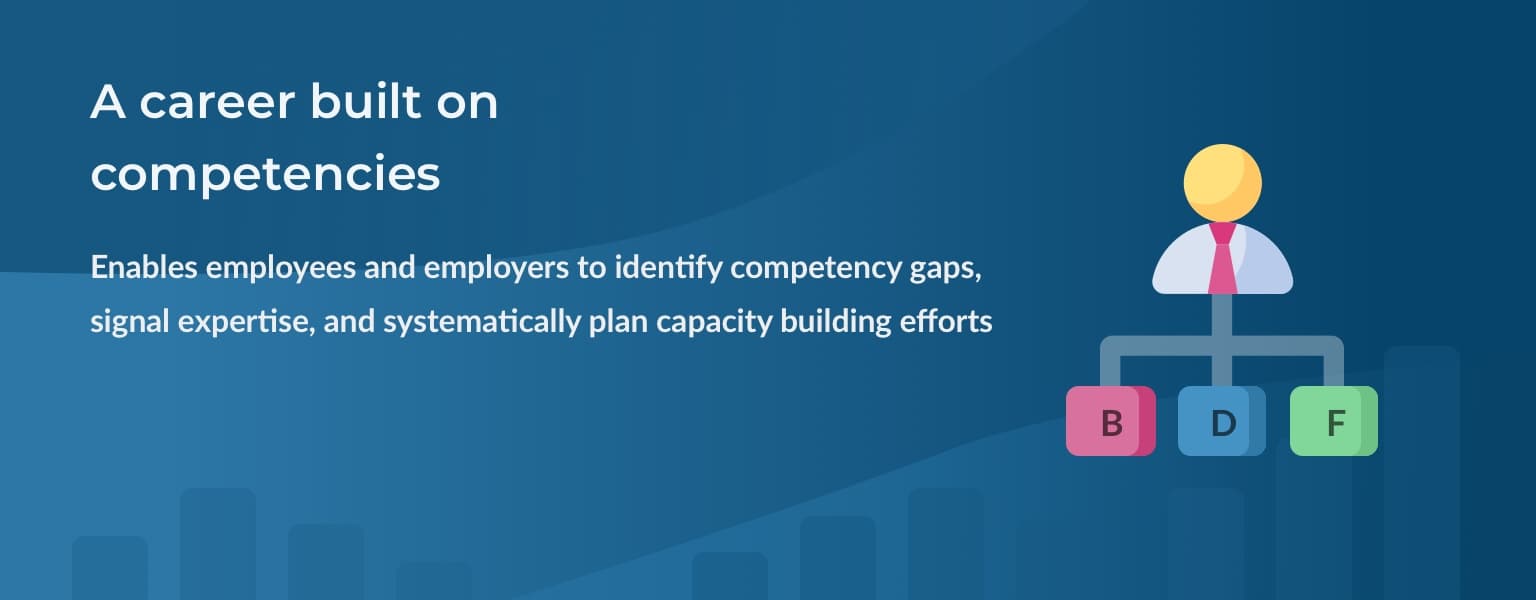 A career built on
competencies
Enables employees and employers to identify competency gaps,
signal expertise, and systematically plan capacity building efforts
B D F